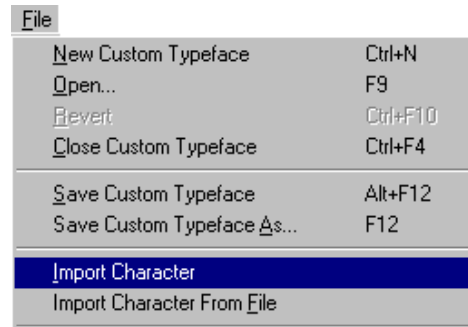 File
New Custom Typeface Ctrl+N
Open... F9
Revert Ctrl+F10
Close Custom Typeface Ctrl+F4
Save Custom Typeface Alt+F12
Save Custom Typeface As... F12
Import Character
Import Character From File